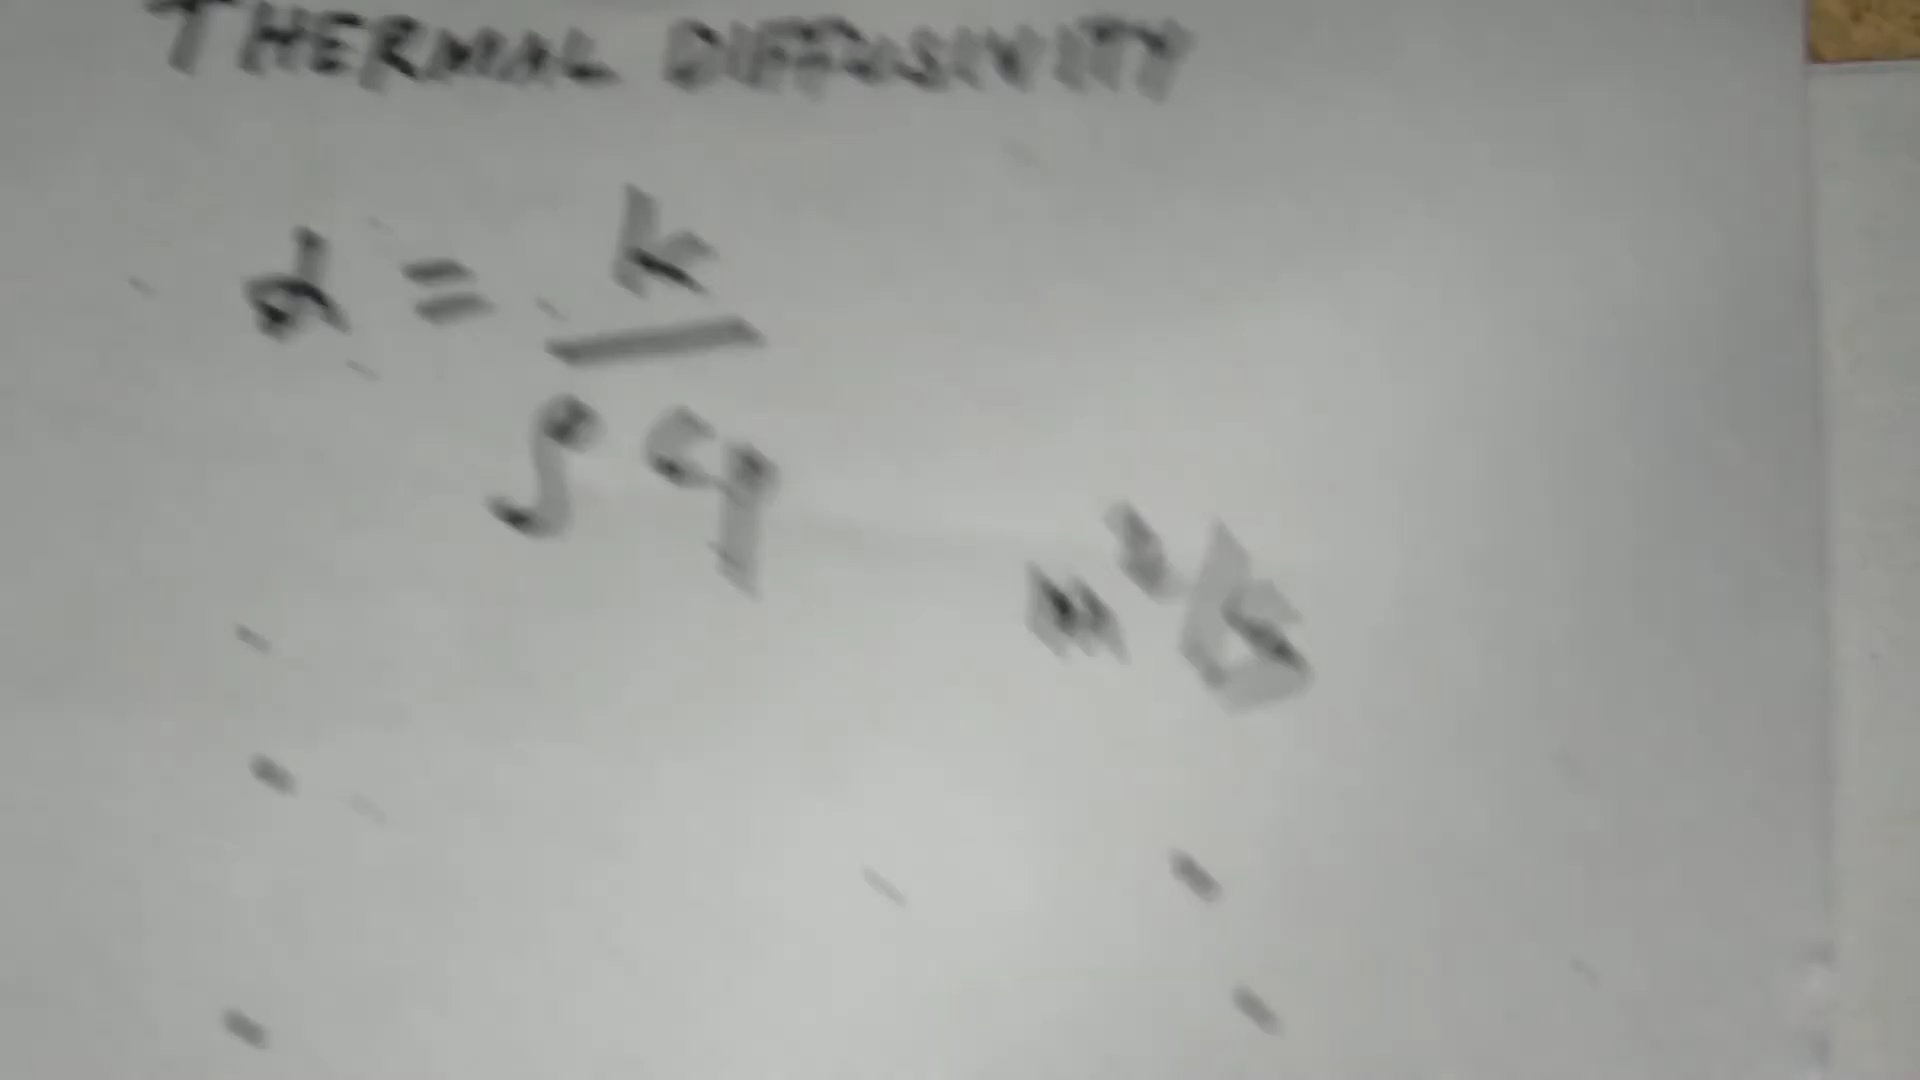 THERMAL DIFFUSIVITY
α = k
ρ Cp
m²/s